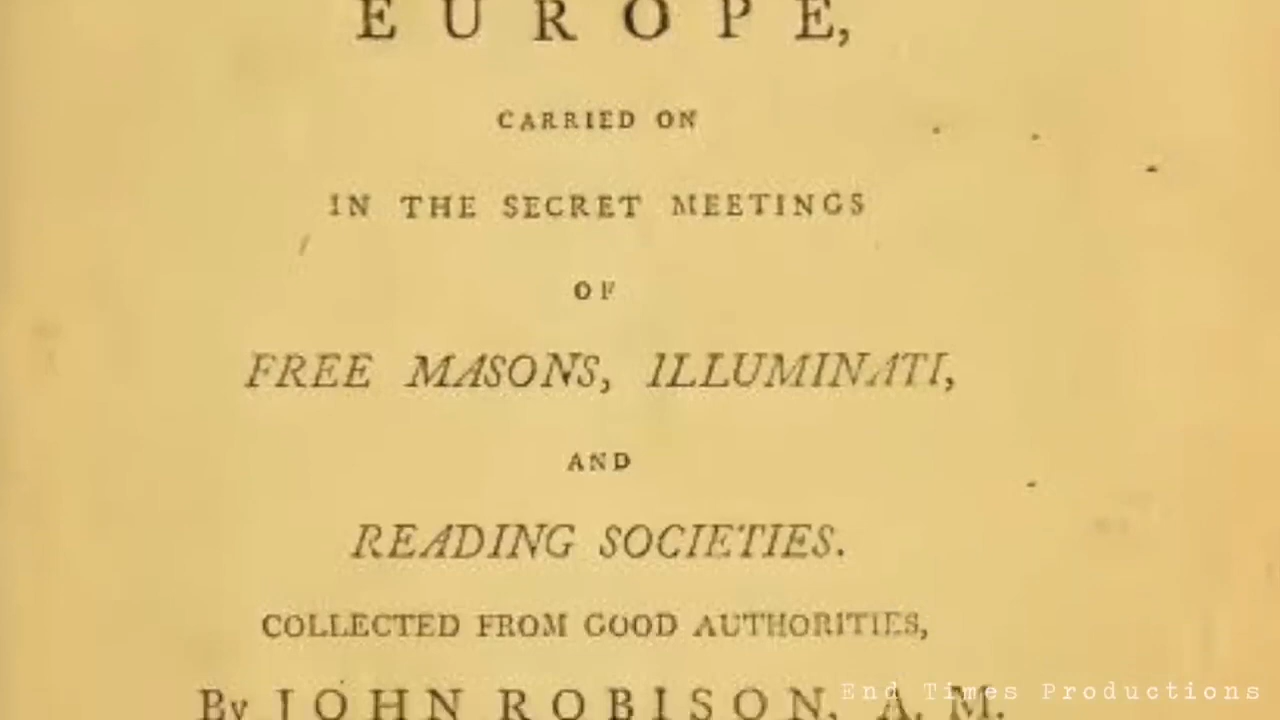 EUROPE,
CARRIED ON
IN THE SECRET MEETINGS
OF
FREE MASONS, ILLUMINATI,
AND
READING SOCIETIES.
COLLECTED FROM GOOD AUTHORITIES,
By JOHN ROBISON, A. M.
End Times Productions